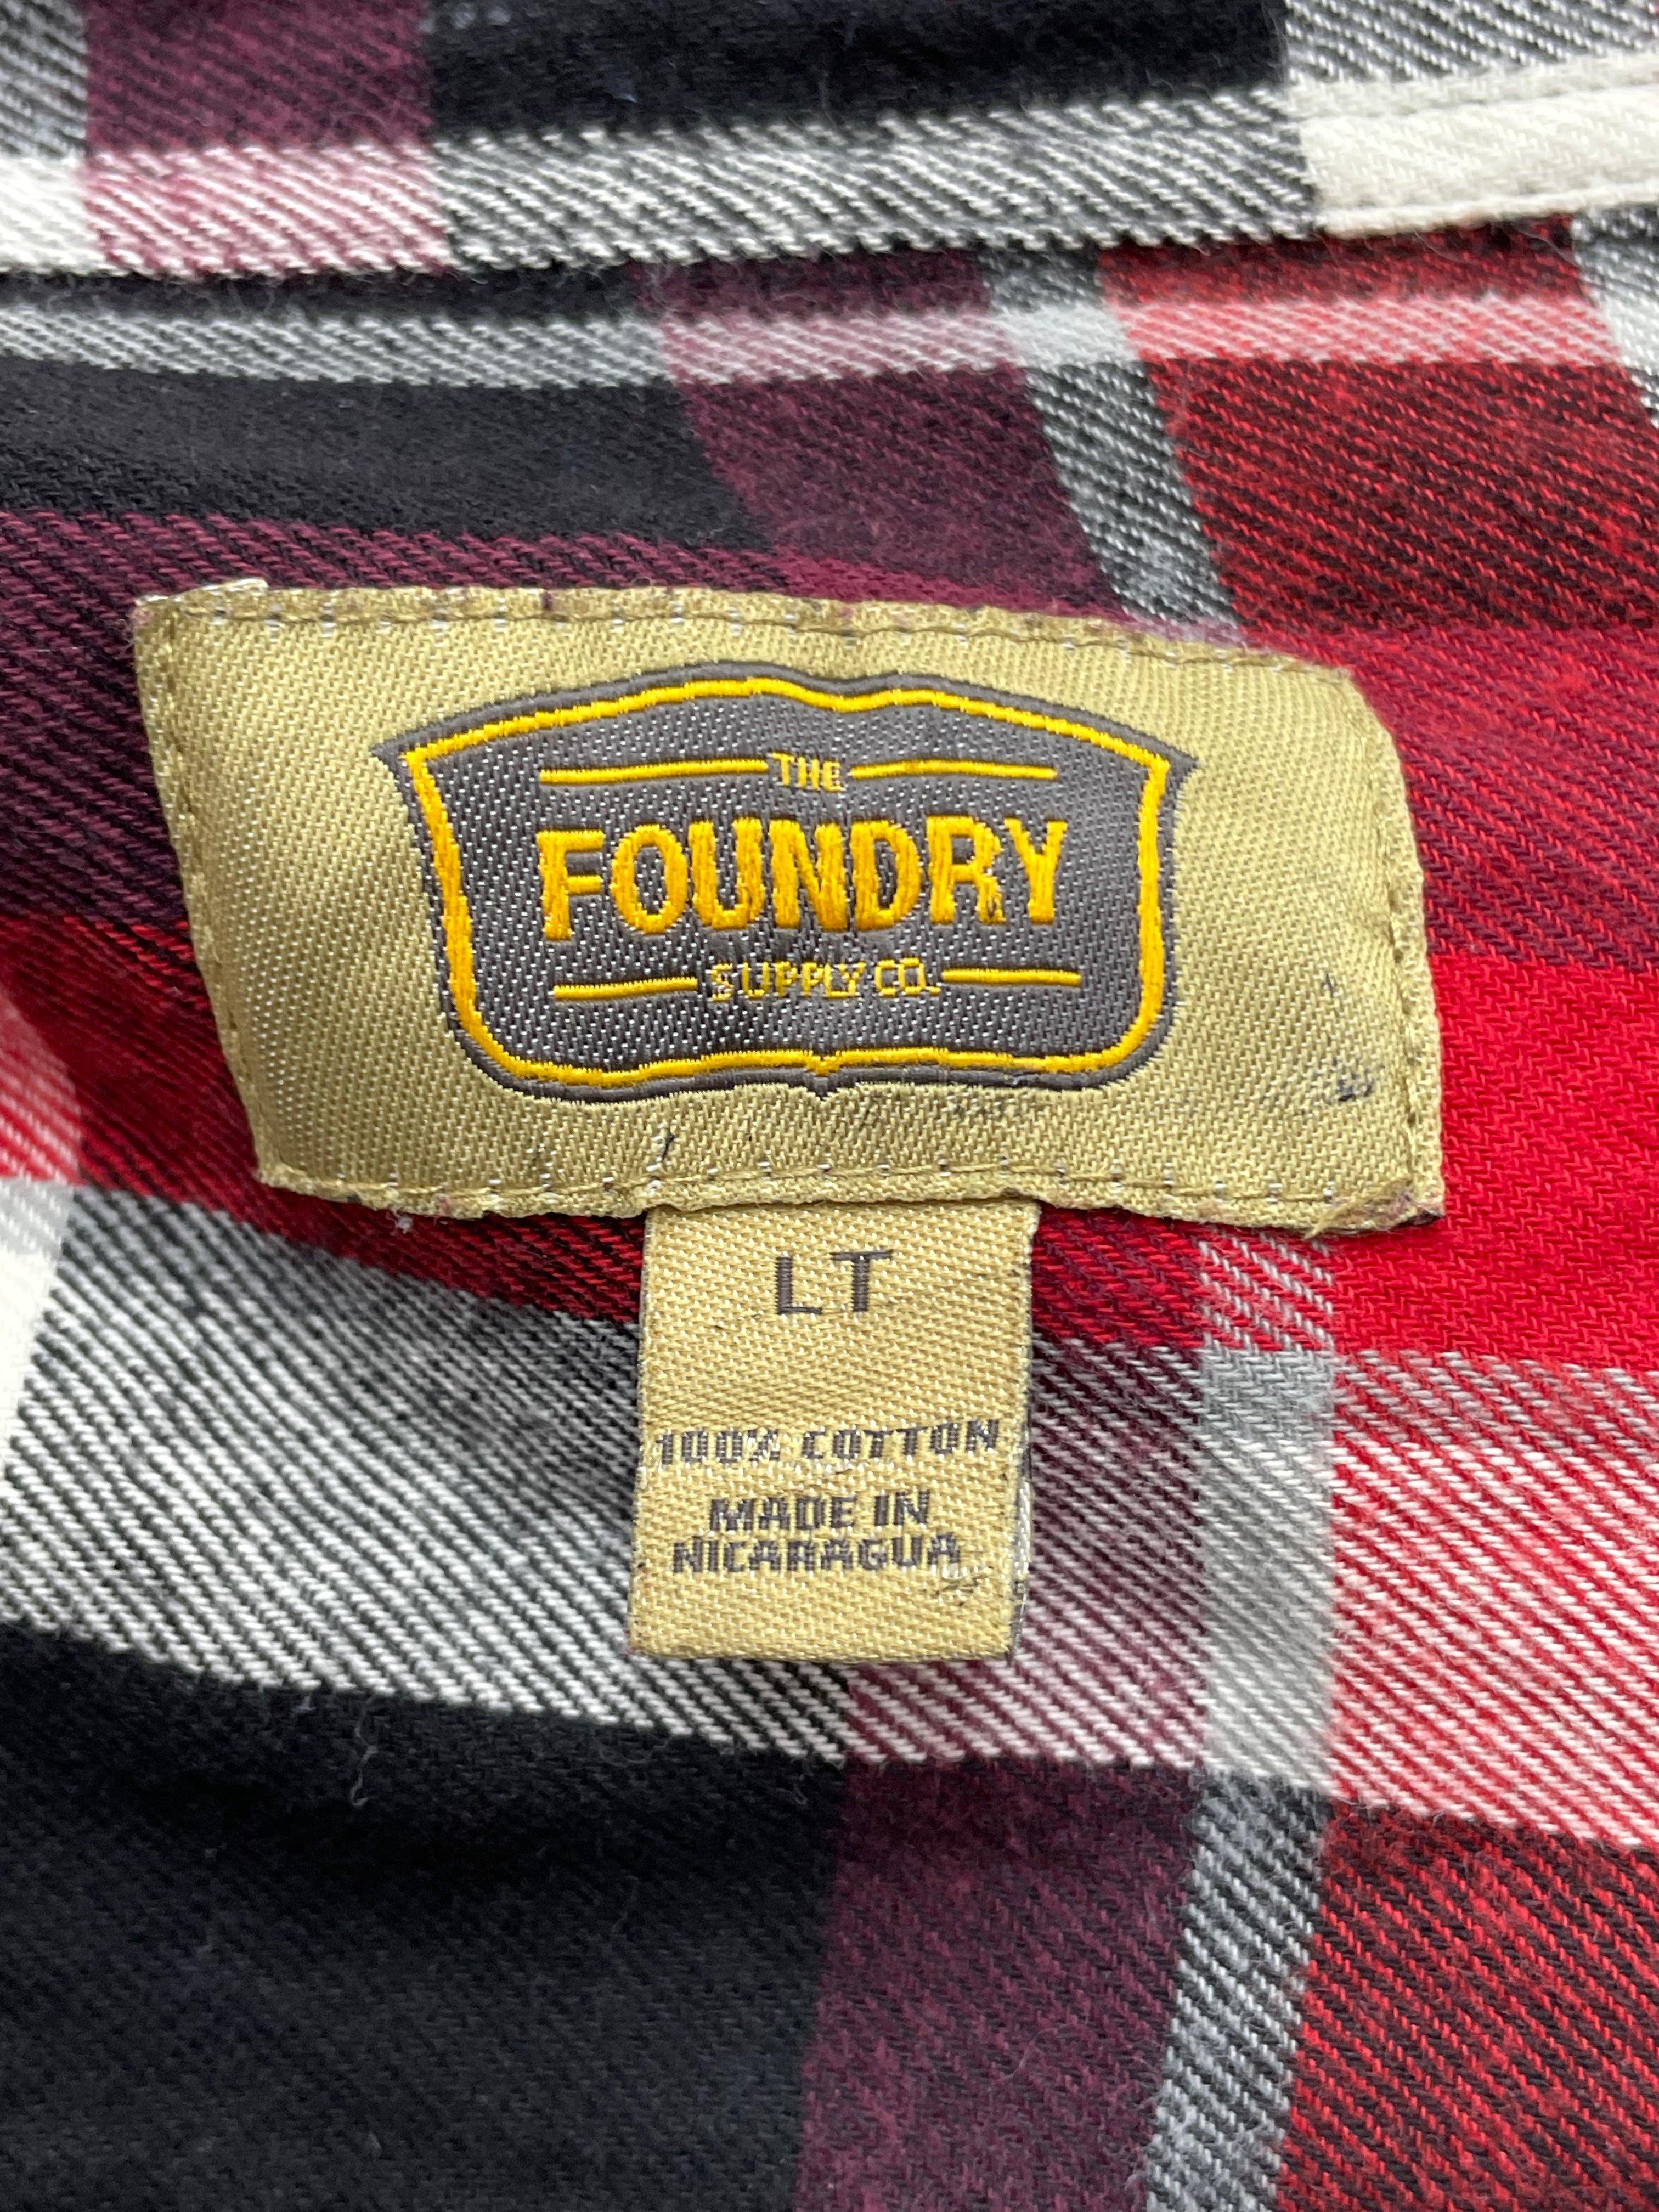 THE
FOUNDRY
SUPPLY CO.
LT
100% COTTON
MADE IN
NICARAGUA